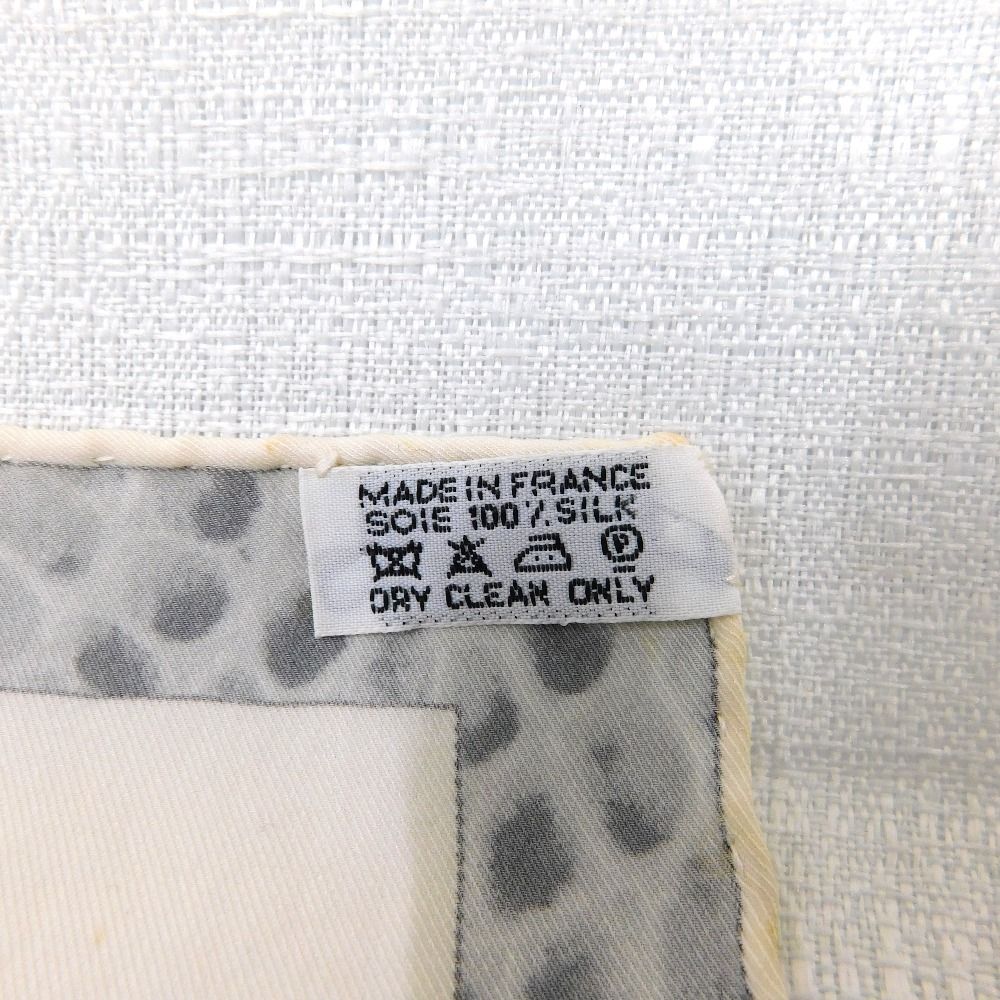 MADE IN FRANCE
SOIE 100% SILK
P
DRY CLEAN ONLY